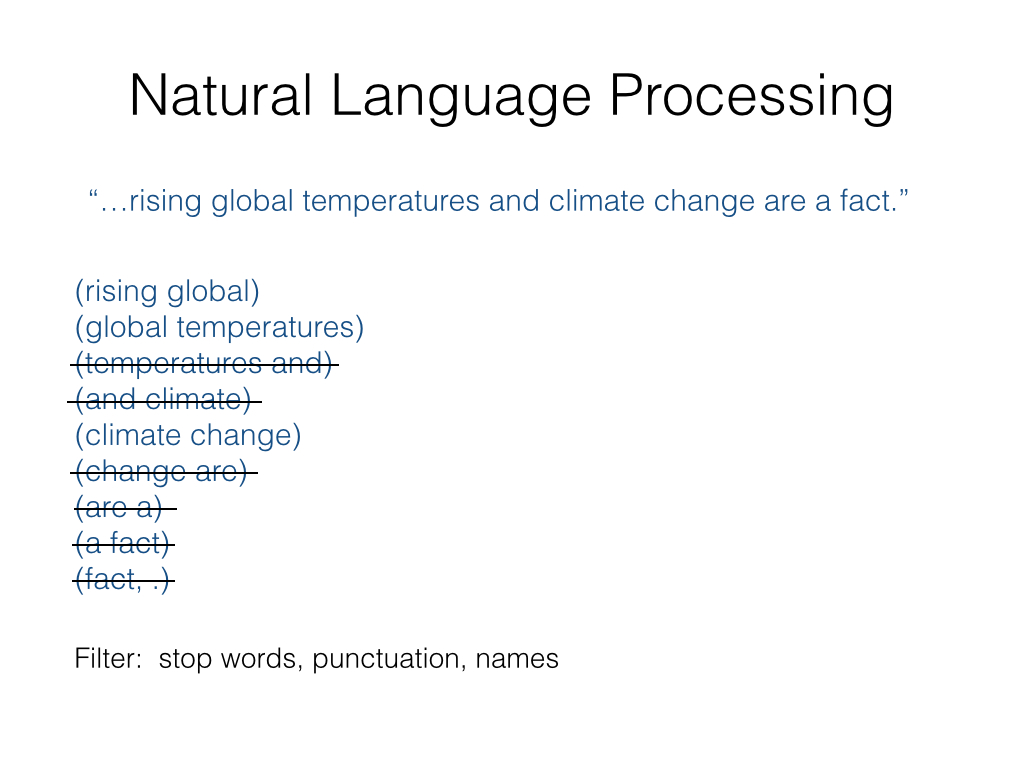 Natural Language Processing
“…rising global temperatures and climate change are a fact.”
(rising global)
(global temperatures)
(temperatures and)
(and climate)
(climate change)
(change are)
(are a)
(a fact)
(fact, .)
Filter:  stop words, punctuation, names